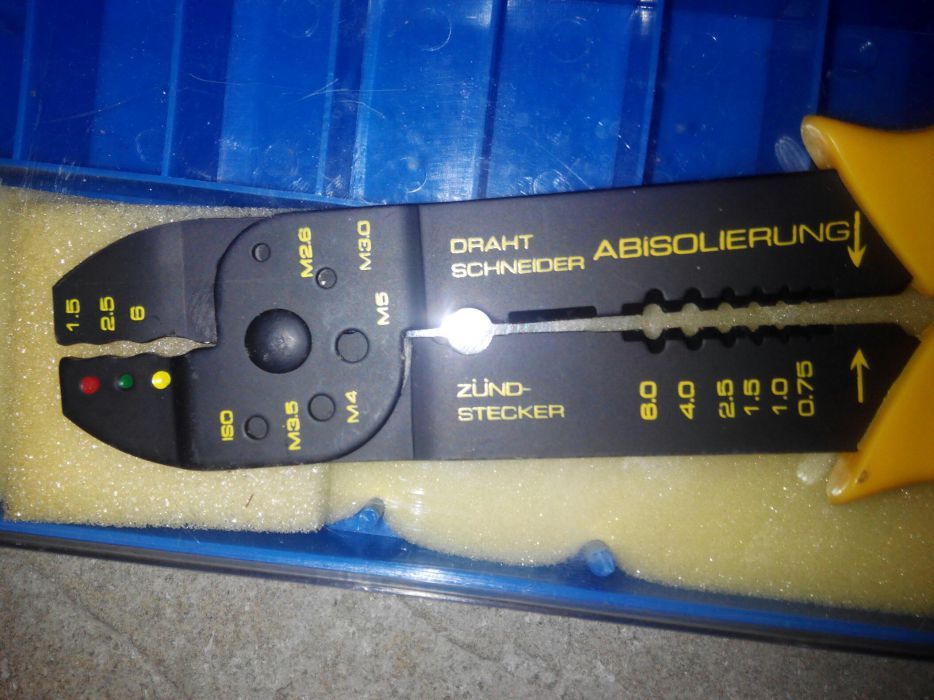 1.5
2.5
6
M2.6
M3.0
M5
M4
M3.5
ISO
DRAHT
SCHNEIDER
ABiSOLIERUNG
ZÜND-
STECKER
6.0
4.0
2.5
1.5
1.0
0.75